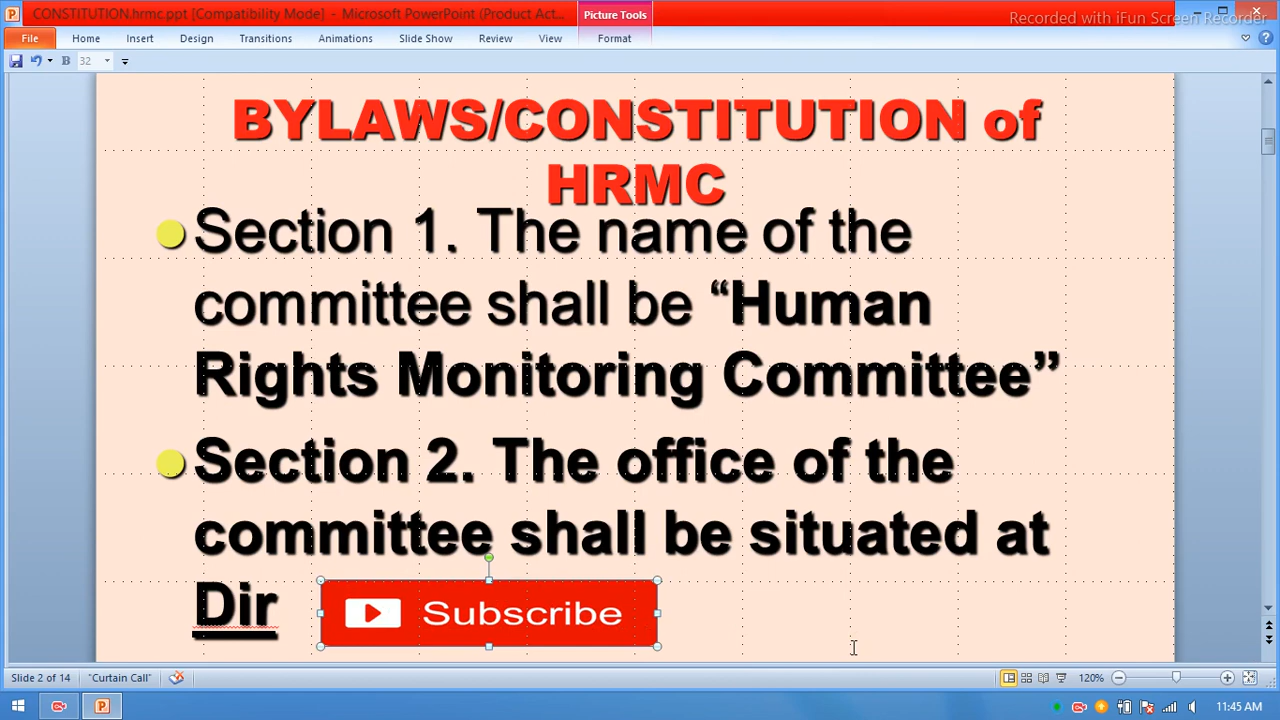 CONSTITUTION.hrmc.ppt [Compatibility Mode] - Microsoft PowerPoint (Product Act...
Picture Tools
Recorded with iFun Screen Recorder
File Home Insert Design Transitions Animations Slide Show Review View Format
B 32
BYLAWS/CONSTITUTION of
HRMC
Section 1. The name of the
committee shall be “Human
Rights Monitoring Committee”
Section 2. The office of the
committee shall be situated at
Dir
Subscribe
Slide 2 of 14 "Curtain Call" 120%
11:45 AM